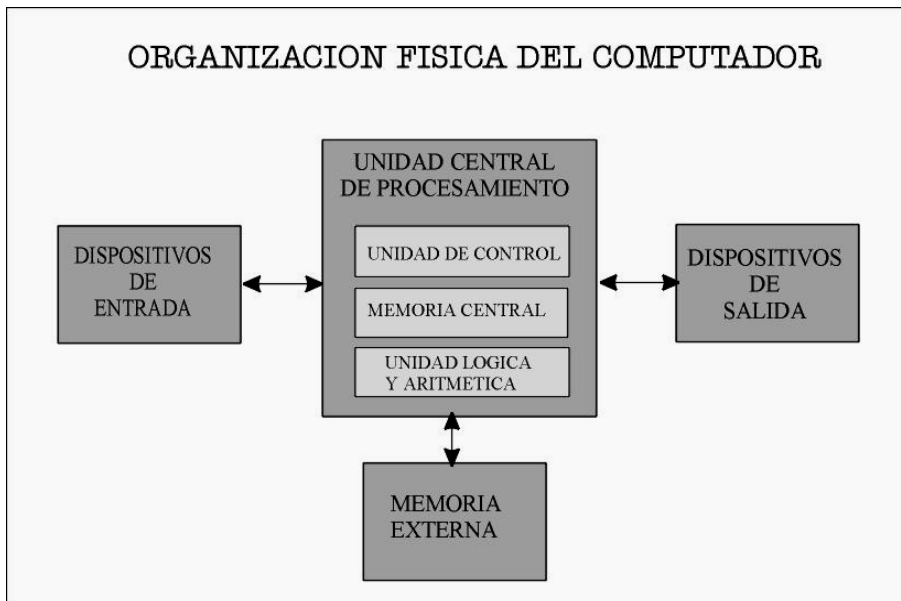 ORGANIZACION FISICA DEL COMPUTADOR
UNIDAD CENTRAL
DE PROCESAMIENTO
UNIDAD DE CONTROL
MEMORIA CENTRAL
UNIDAD LOGICA
Y ARITMETICA
DISPOSITIVOS
DE
ENTRADA
DISPOSITIVOS
DE
SALIDA
MEMORIA
EXTERNA